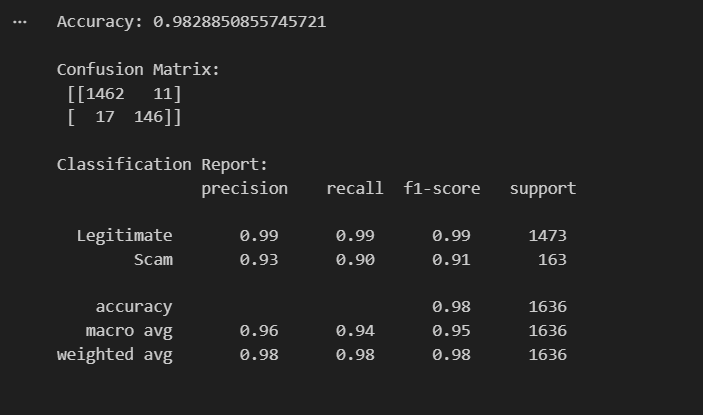 ... Accuracy: 0.9828850855745721
Confusion Matrix:
[[1462 11]
[ 17 146]]
Classification Report:
precision recall f1-score support
Legitimate 0.99 0.99 0.99 1473
Scam 0.93 0.90 0.91 163
accuracy 0.98 1636
macro avg 0.96 0.94 0.95 1636
weighted avg 0.98 0.98 0.98 1636